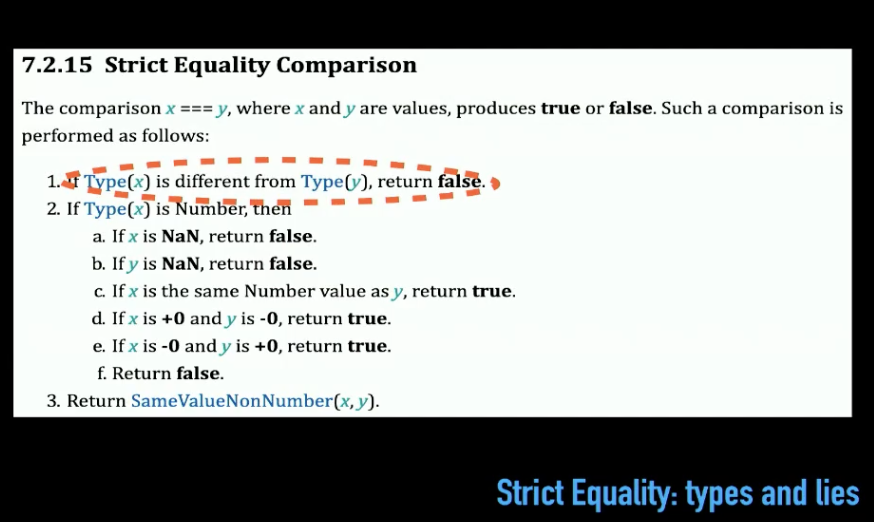 7.2.15 Strict Equality Comparison
The comparison x === y, where x and y are values, produces true or false. Such a comparison is
performed as follows:
1. If Type(x) is different from Type(y), return false.
2. If Type(x) is Number, then
a. If x is NaN, return false.
b. If y is NaN, return false.
c. If x is the same Number value as y, return true.
d. If x is +0 and y is -0, return true.
e. If x is -0 and y is +0, return true.
f. Return false.
3. Return SameValueNonNumber(x, y).
Strict Equality: types and lies